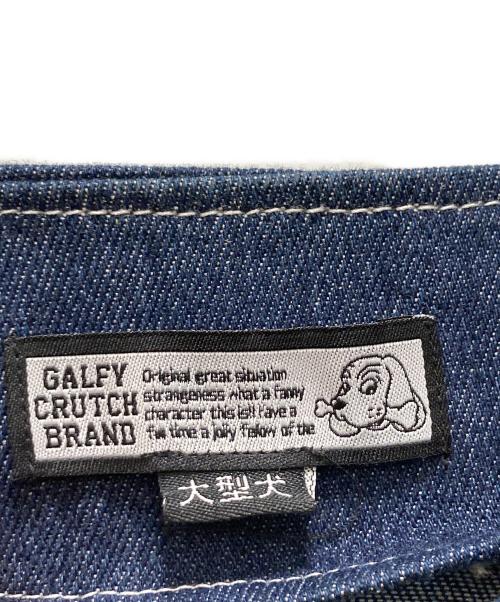 GALFY
CRUTCH
BRAND
Original great situation
strangeness what a fanny
character this is!! have a
fun time a jolly fellow of the
大型犬